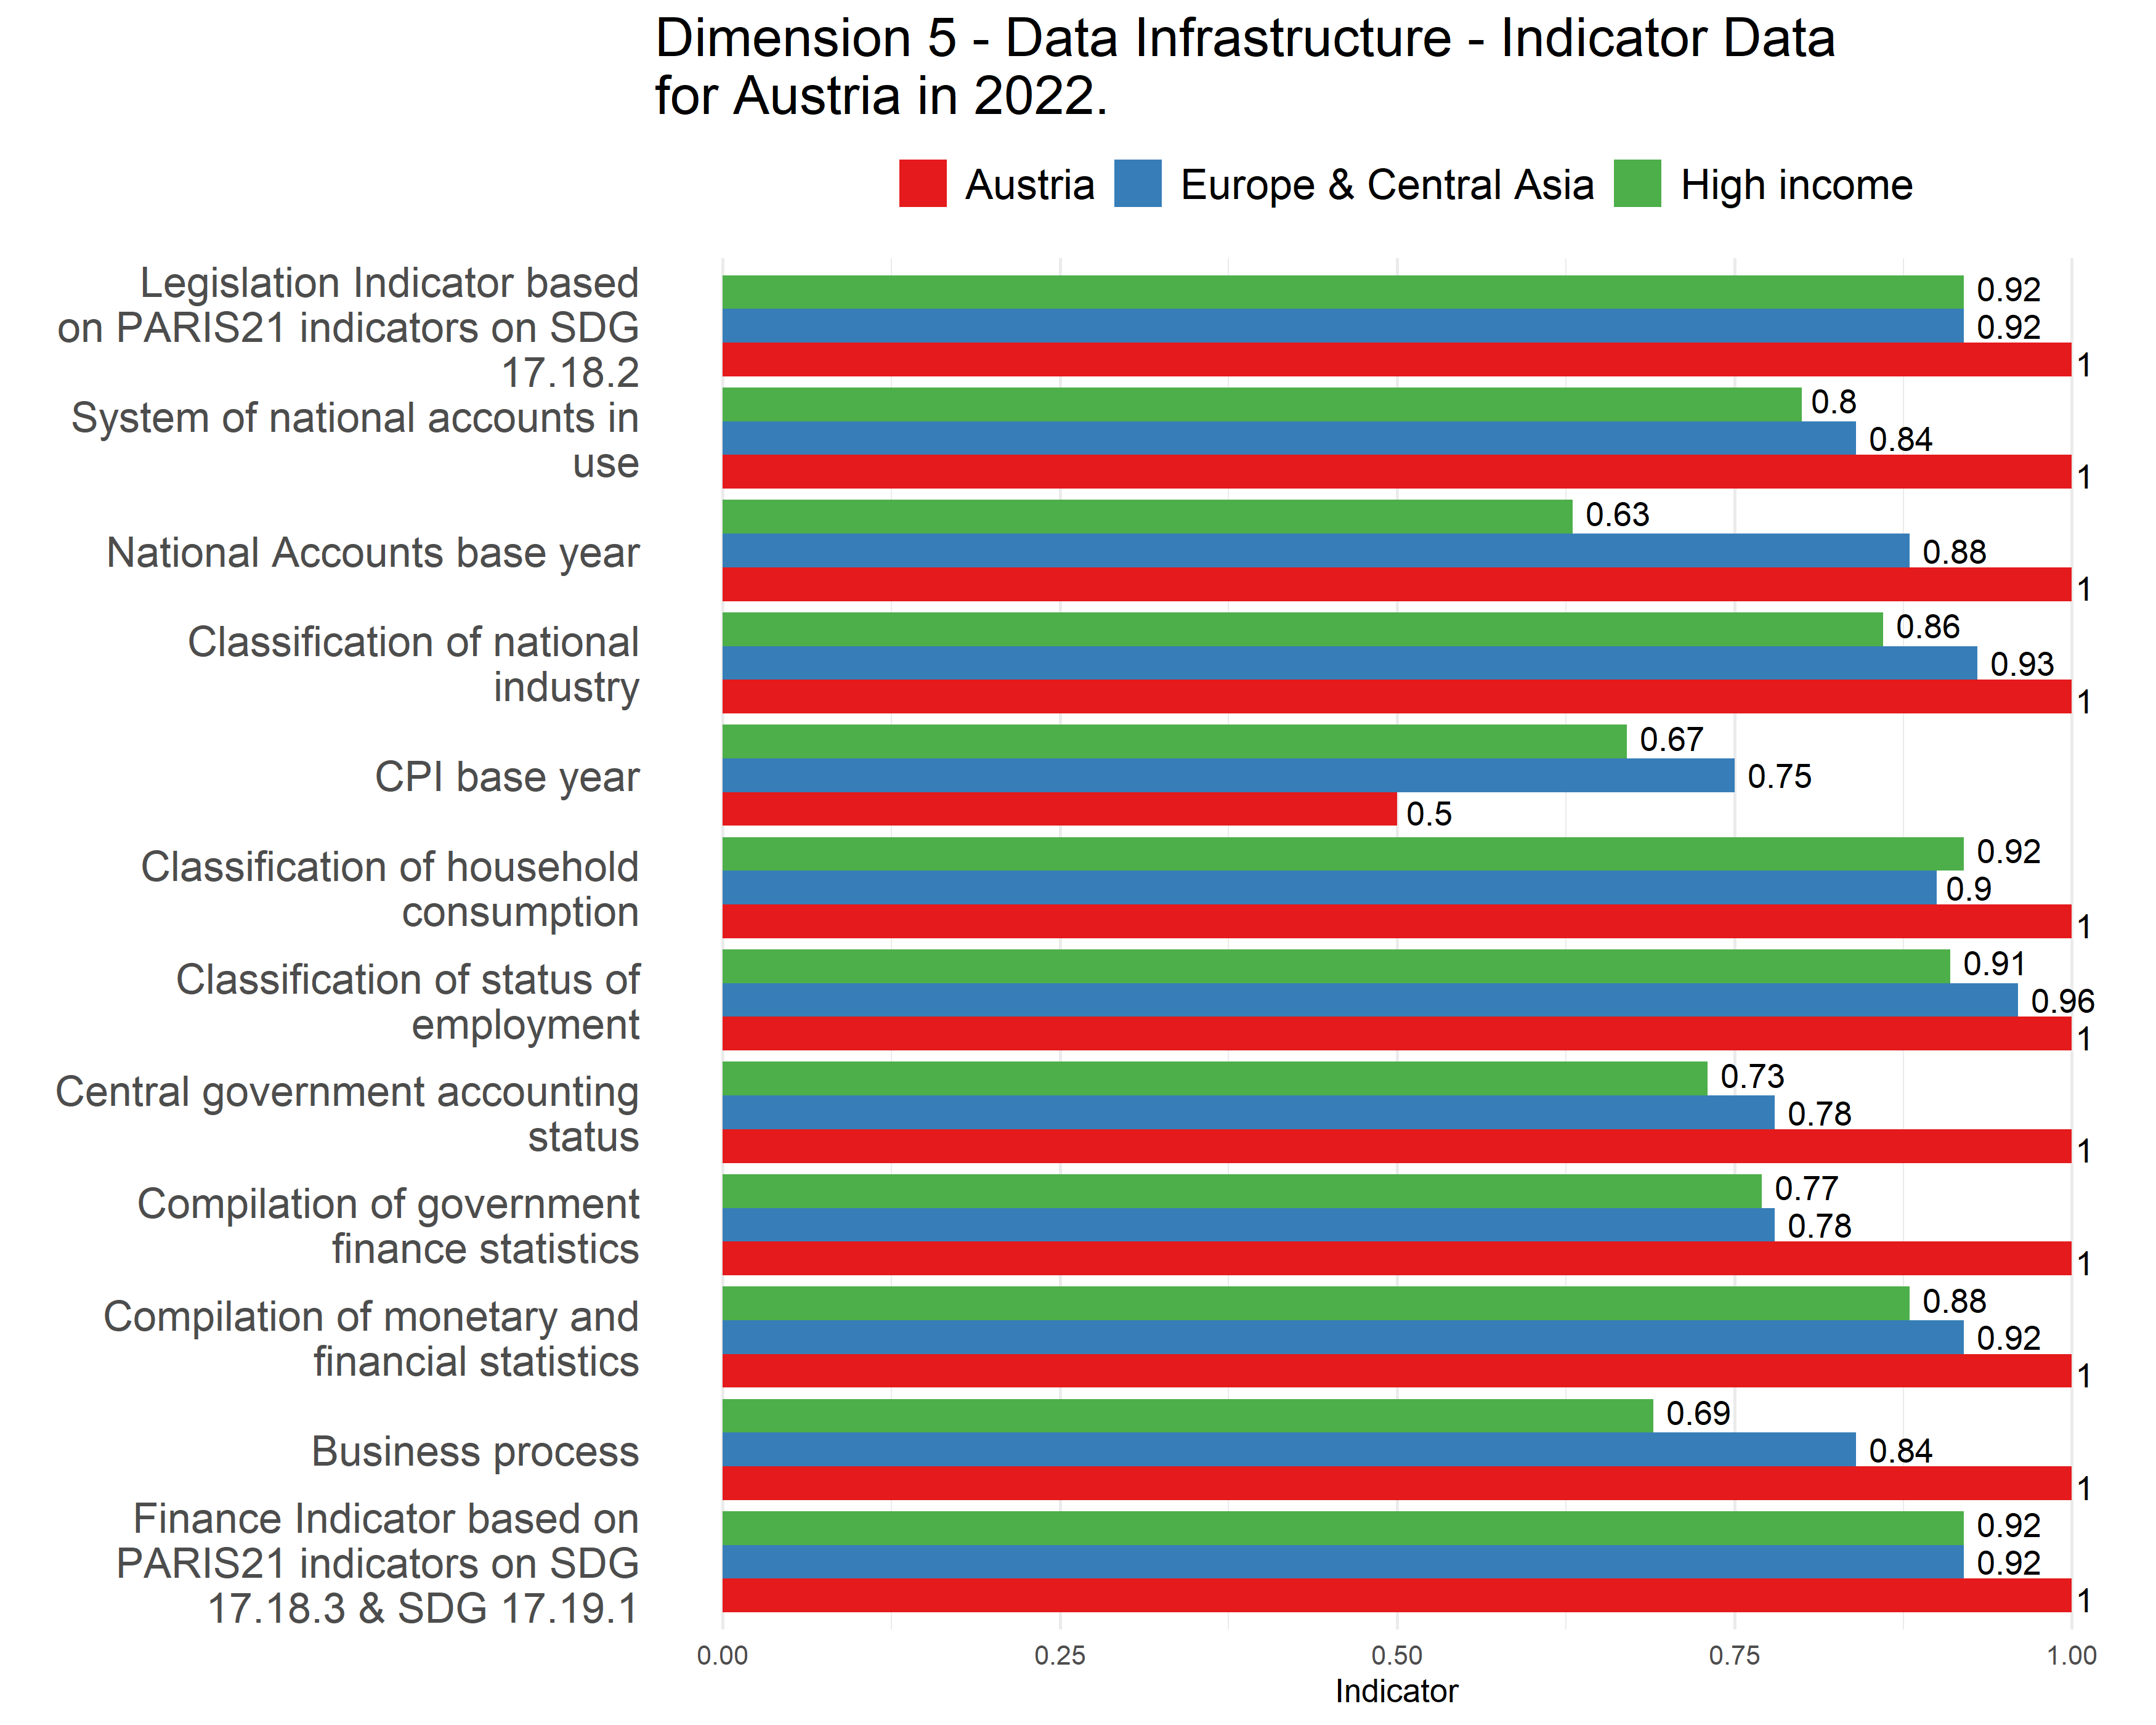 Dimension 5 - Data Infrastructure - Indicator Data
for Austria in 2022.
Austria
Europe & Central Asia
High income
Legislation Indicator based
on PARIS21 indicators on SDG
17.18.2
0.92
0.92
1
System of national accounts in
use
0.8
0.84
1
National Accounts base year
0.63
0.88
1
Classification of national
industry
0.86
0.93
1
CPI base year
0.67
0.75
0.5
Classification of household
consumption
0.92
0.9
1
Classification of status of
employment
0.91
0.96
1
Central government accounting
status
0.73
0.78
1
Compilation of government
finance statistics
0.77
0.78
1
Compilation of monetary and
financial statistics
0.88
0.92
1
Business process
0.69
0.84
1
Finance Indicator based on
PARIS21 indicators on SDG
17.18.3 & SDG 17.19.1
0.92
0.92
1
0.00
0.25
0.50
0.75
1.00
Indicator